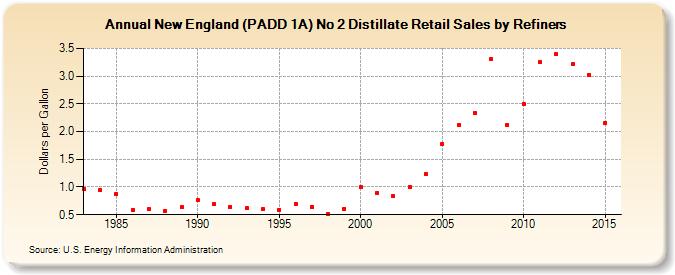 Annual New England (PADD 1A) No 2 Distillate Retail Sales by Refiners
Dollars per Gallon
3.5
3.0
2.5
2.0
1.5
1.0
0.5
1985 1990 1995 2000 2005 2010 2015
Source: U.S. Energy Information Administration